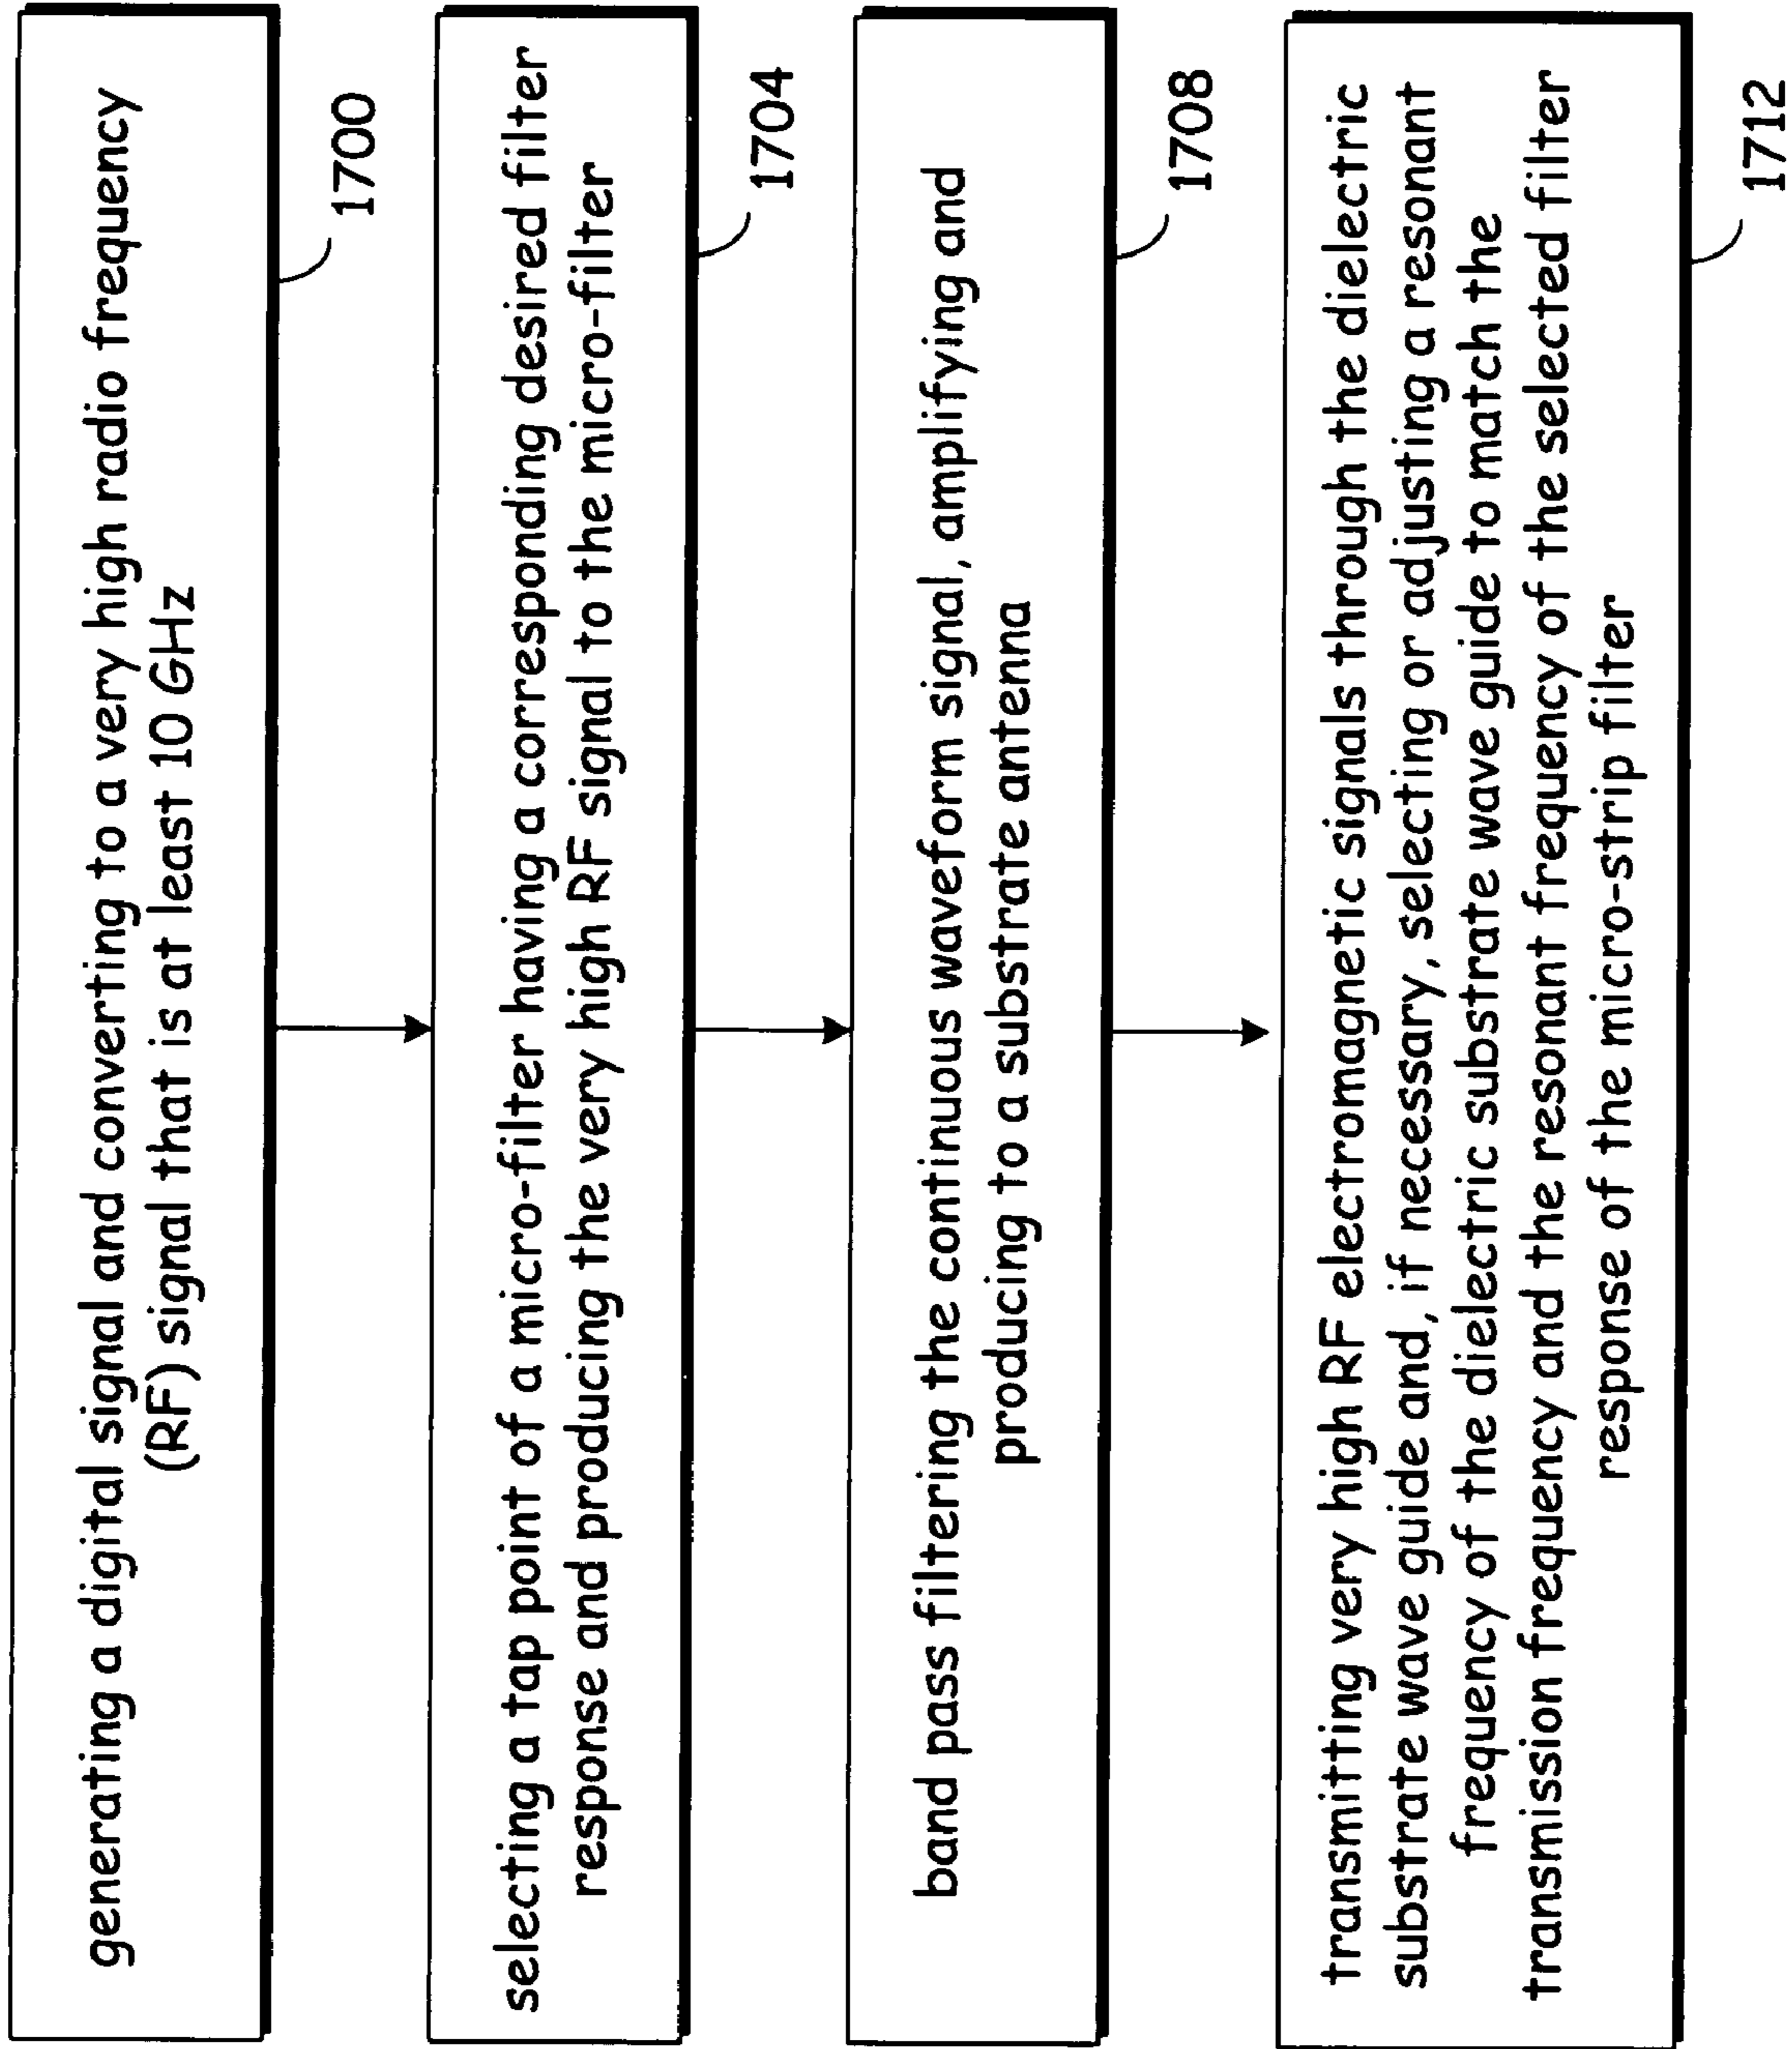 generating a digital signal and converting to a very high radio frequency
(RF) signal that is at least 10 GHz
1700
selecting a tap point of a micro-filter having a corresponding desired filter
response and producing the very high RF signal to the micro-filter
1704
band pass filtering the continuous waveform signal, amplifying and
producing to a substrate antenna
1708
transmitting very high RF electromagnetic signals through the dielectric
substrate wave guide and, if necessary, selecting or adjusting a resonant
frequency of the dielectric substrate wave guide to match the
transmission frequency and the resonant frequency of the selected filter
response of the micro-strip filter
1712